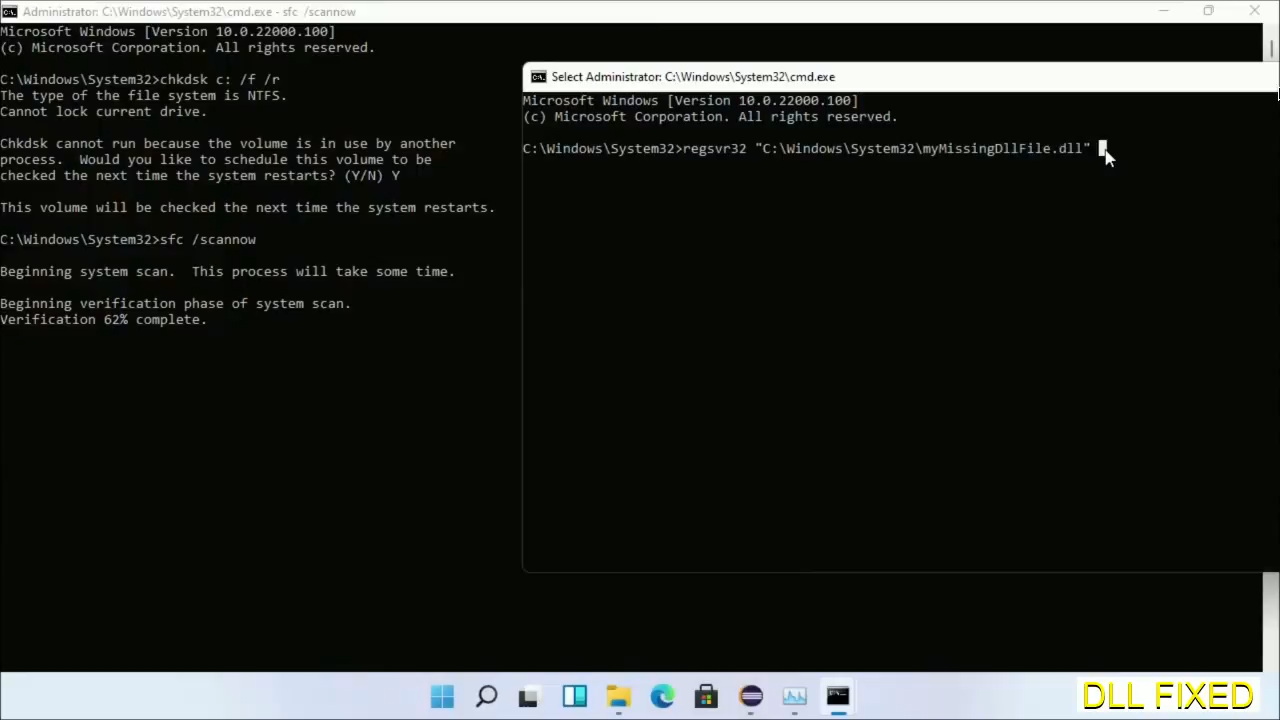 Administrator: C:\Windows\System32\cmd.exe - sfc /scannow
Microsoft Windows [Version 10.0.22000.100]
(c) Microsoft Corporation. All rights reserved.
C:\Windows\System32>chkdsk c: /f /r
The type of the file system is NTFS.
Cannot lock current drive.
Chkdsk cannot run because the volume is in use by another
process.  Would you like to schedule this volume to be
checked the next time the system restarts? (Y/N) Y
This volume will be checked the next time the system restarts.
C:\Windows\System32>sfc /scannow
Beginning system scan.  This process will take some time.
Beginning verification phase of system scan.
Verification 62% complete.
Select Administrator: C:\Windows\System32\cmd.exe
Microsoft Windows [Version 10.0.22000.100]
(c) Microsoft Corporation. All rights reserved.
C:\Windows\System32>regsvr32 "C:\Windows\System32\myMissingDllFile.dll"
DLL FIXED